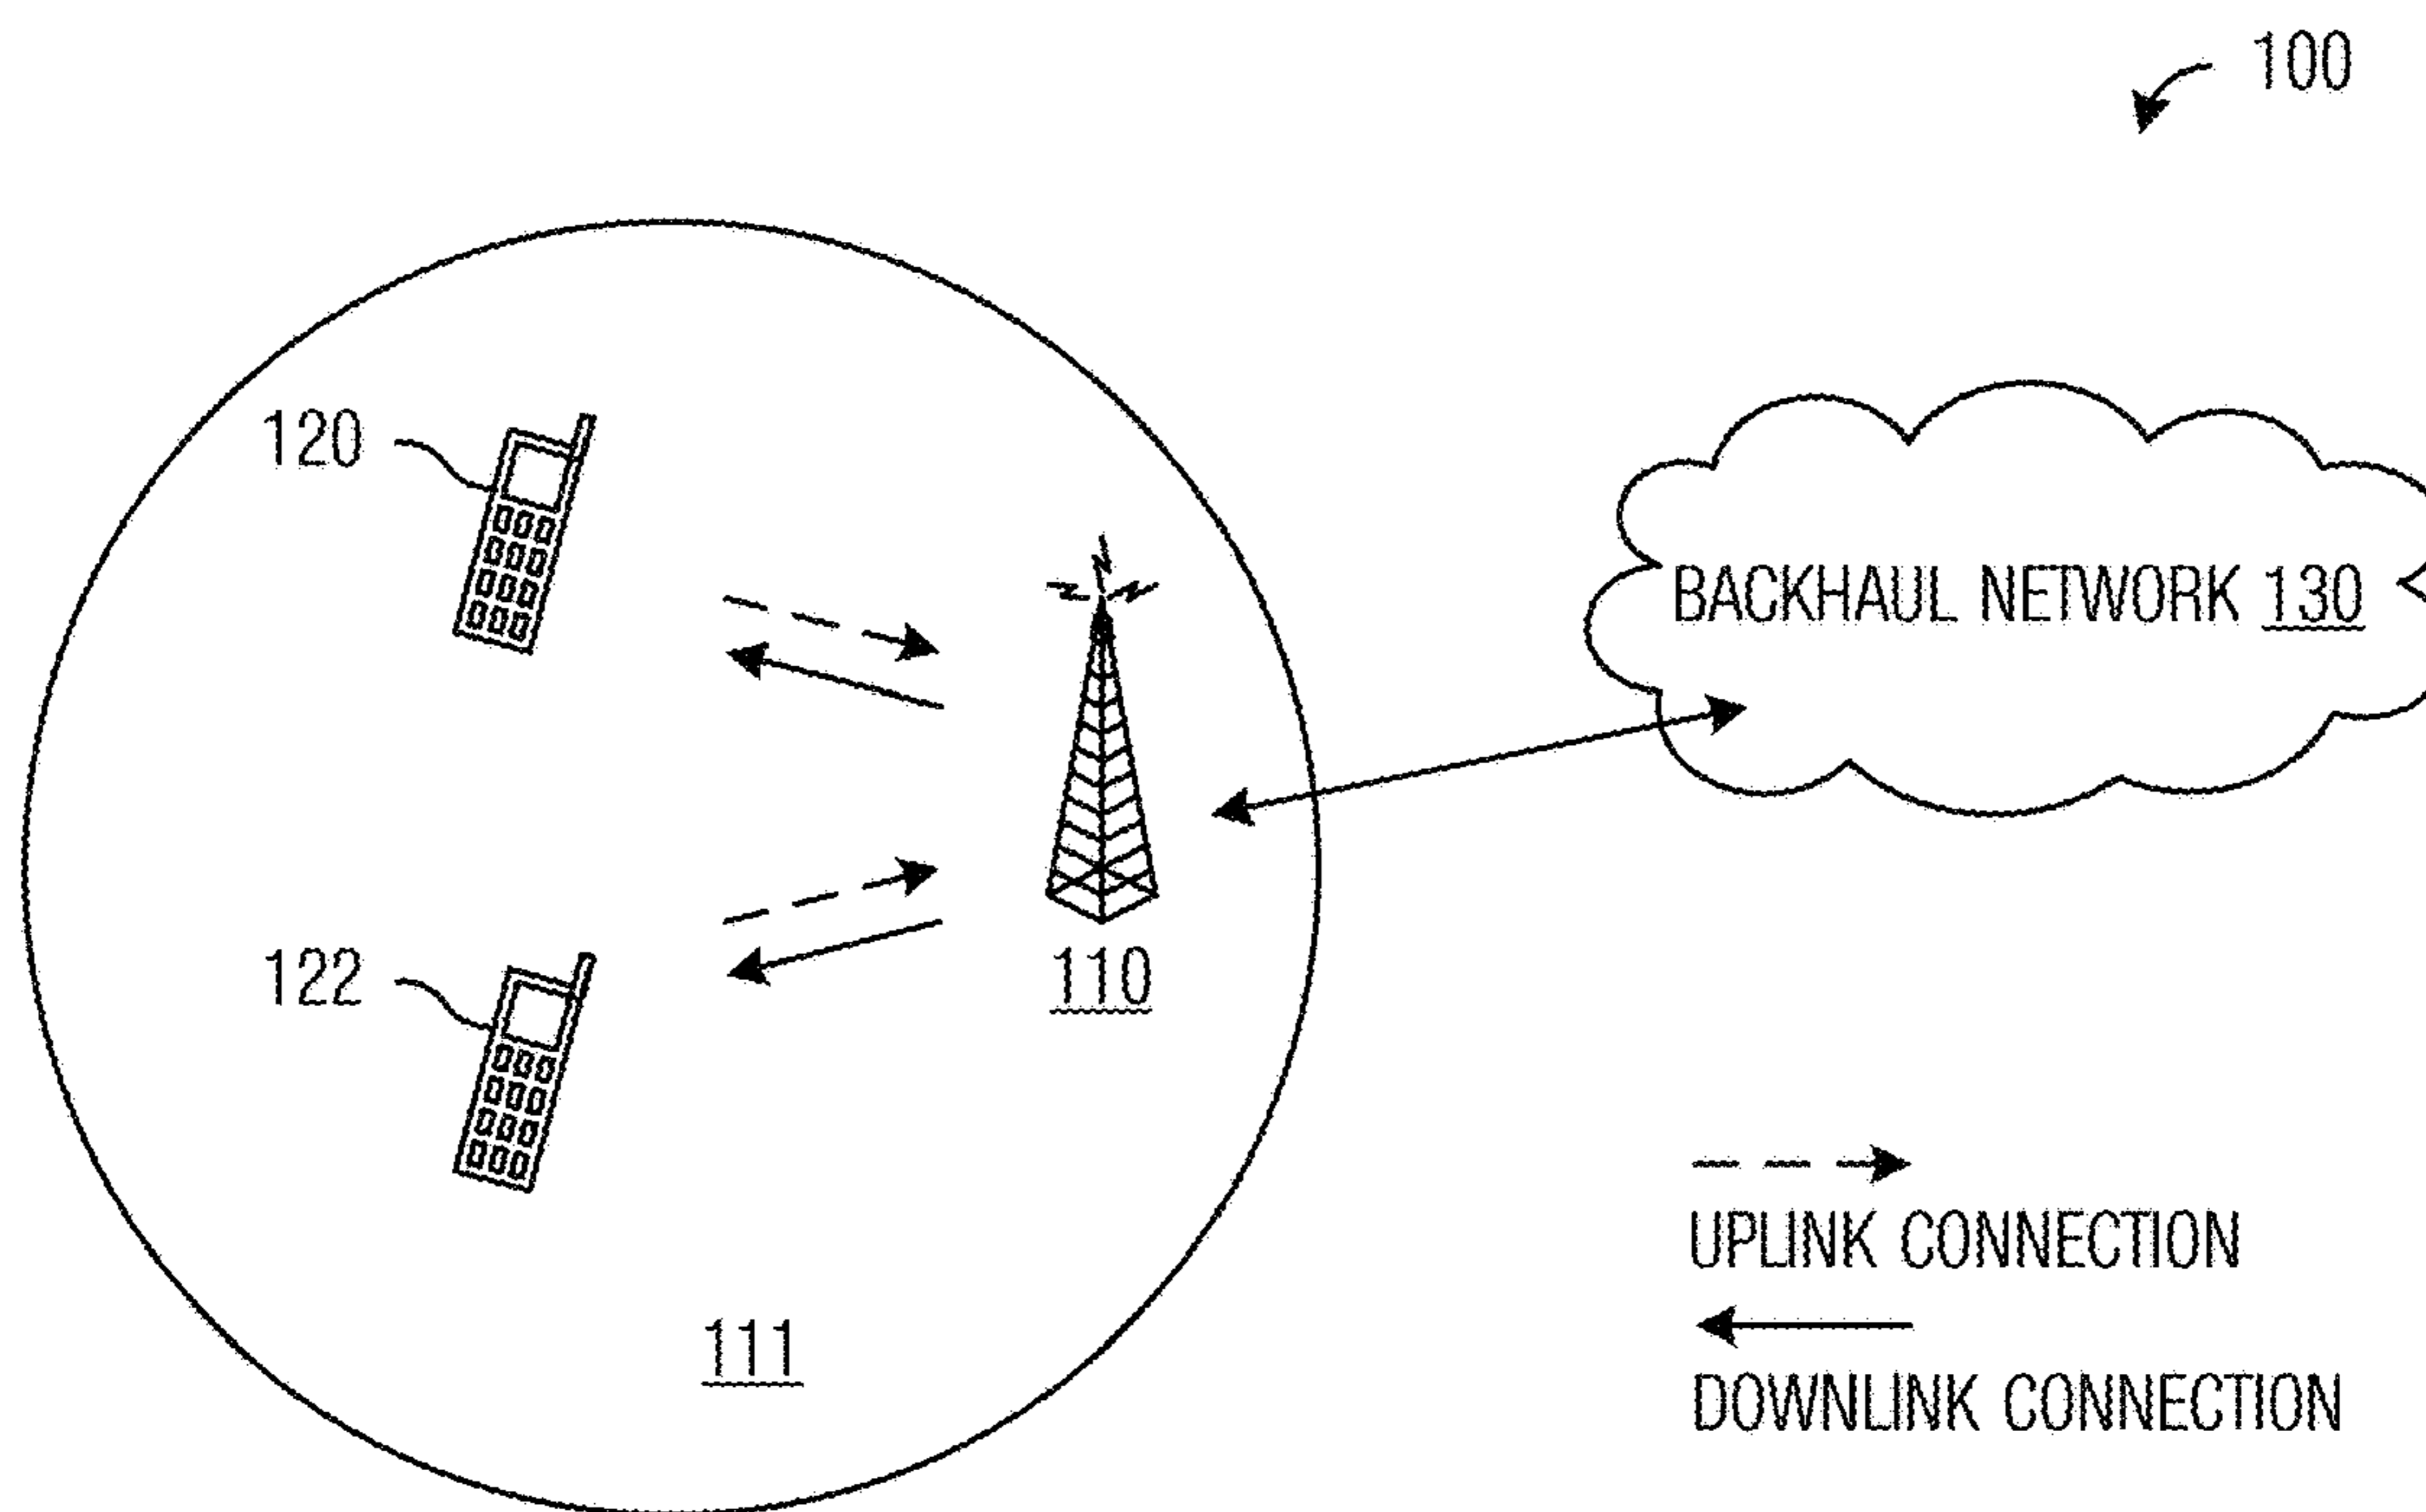 100
120
BACKHAUL NETWORK 130
122
110
UPLINK CONNECTION
111
DOWNLINK CONNECTION